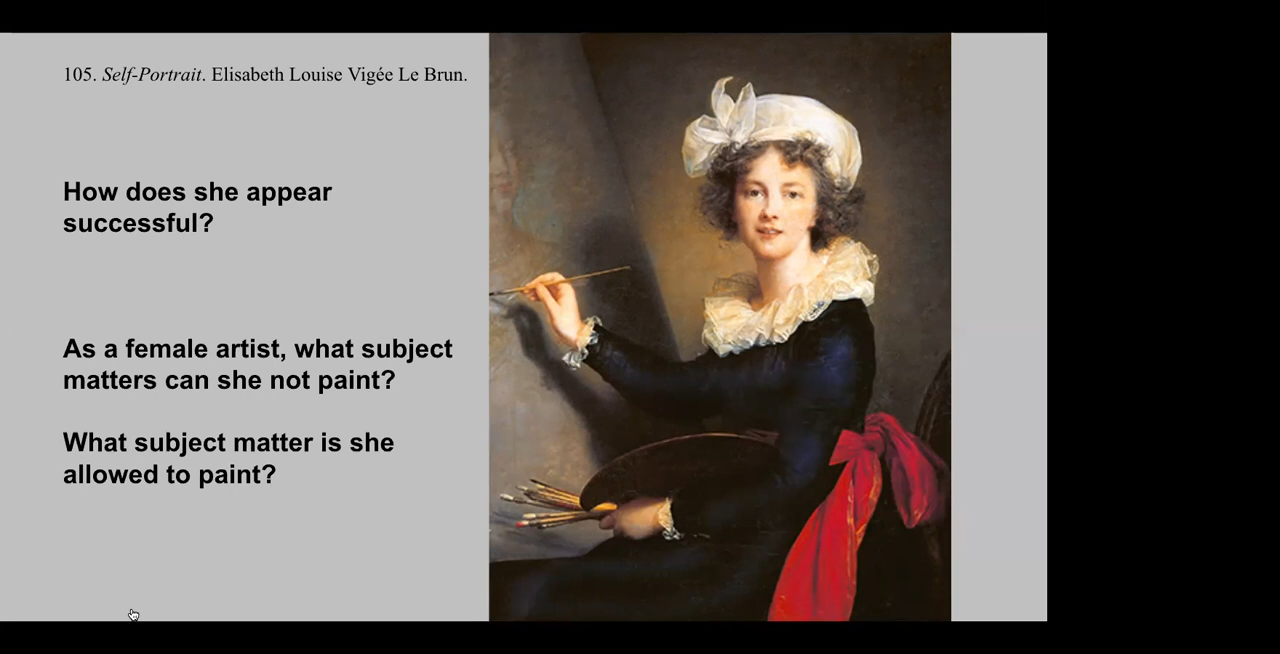 105. Self-Portrait. Elisabeth Louise Vigée Le Brun.
How does she appear
successful?
As a female artist, what subject
matters can she not paint?
What subject matter is she
allowed to paint?